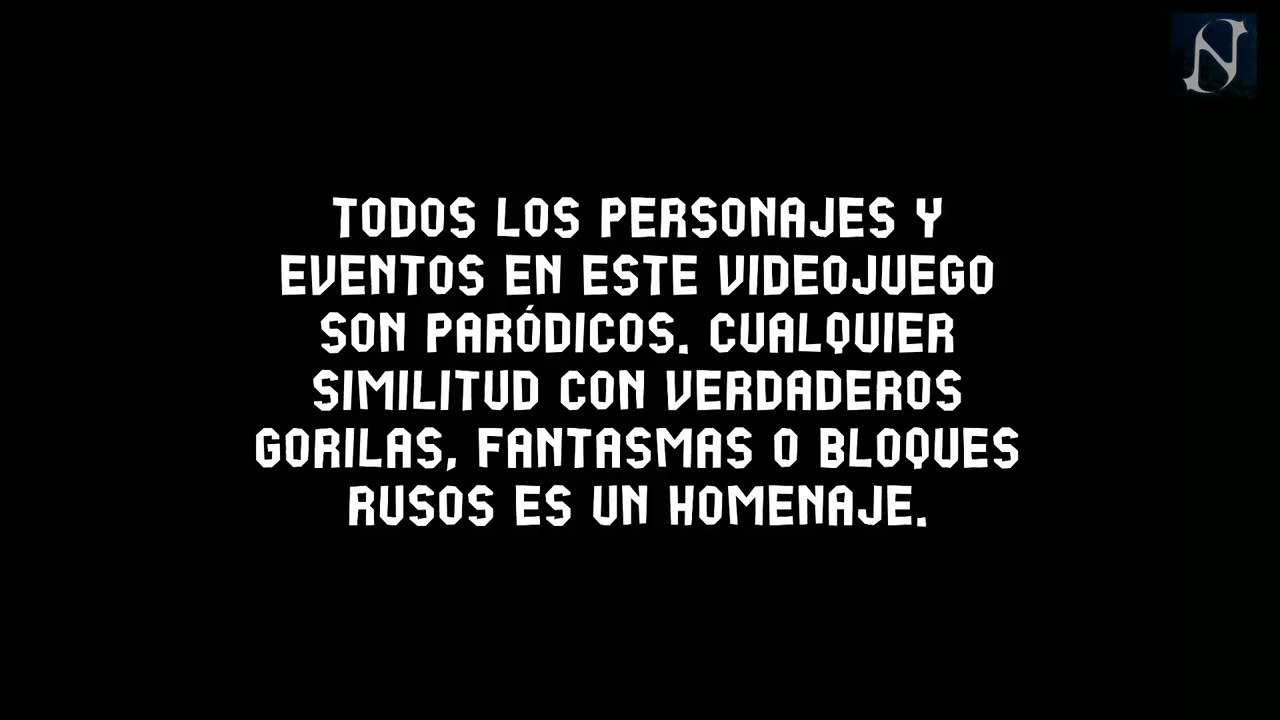 TODOS LOS PERSONAJES Y
EVENTOS EN ESTE VIDEOJUEGO
SON PARÓDICOS. CUALQUIER
SIMILITUD CON VERDADEROS
GORILAS, FANTASMAS O BLOQUES
RUSOS ES UN HOMENAJE.